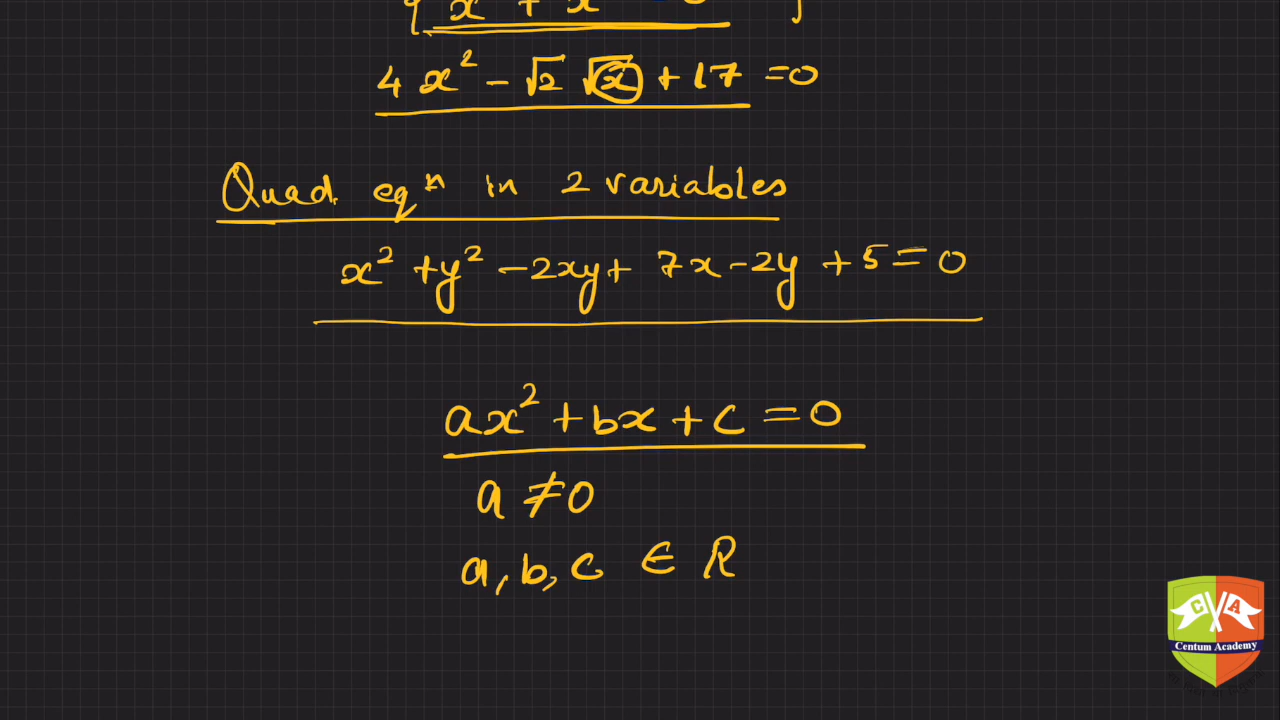 4x² - √2 √x + 17 = 0
Quad. eqⁿ in 2 variables
x² + y² - 2xy + 7x - 2y + 5 = 0
ax² + bx + c = 0
a ≠ 0
a, b, c ∈ R
C A
Centum Academy